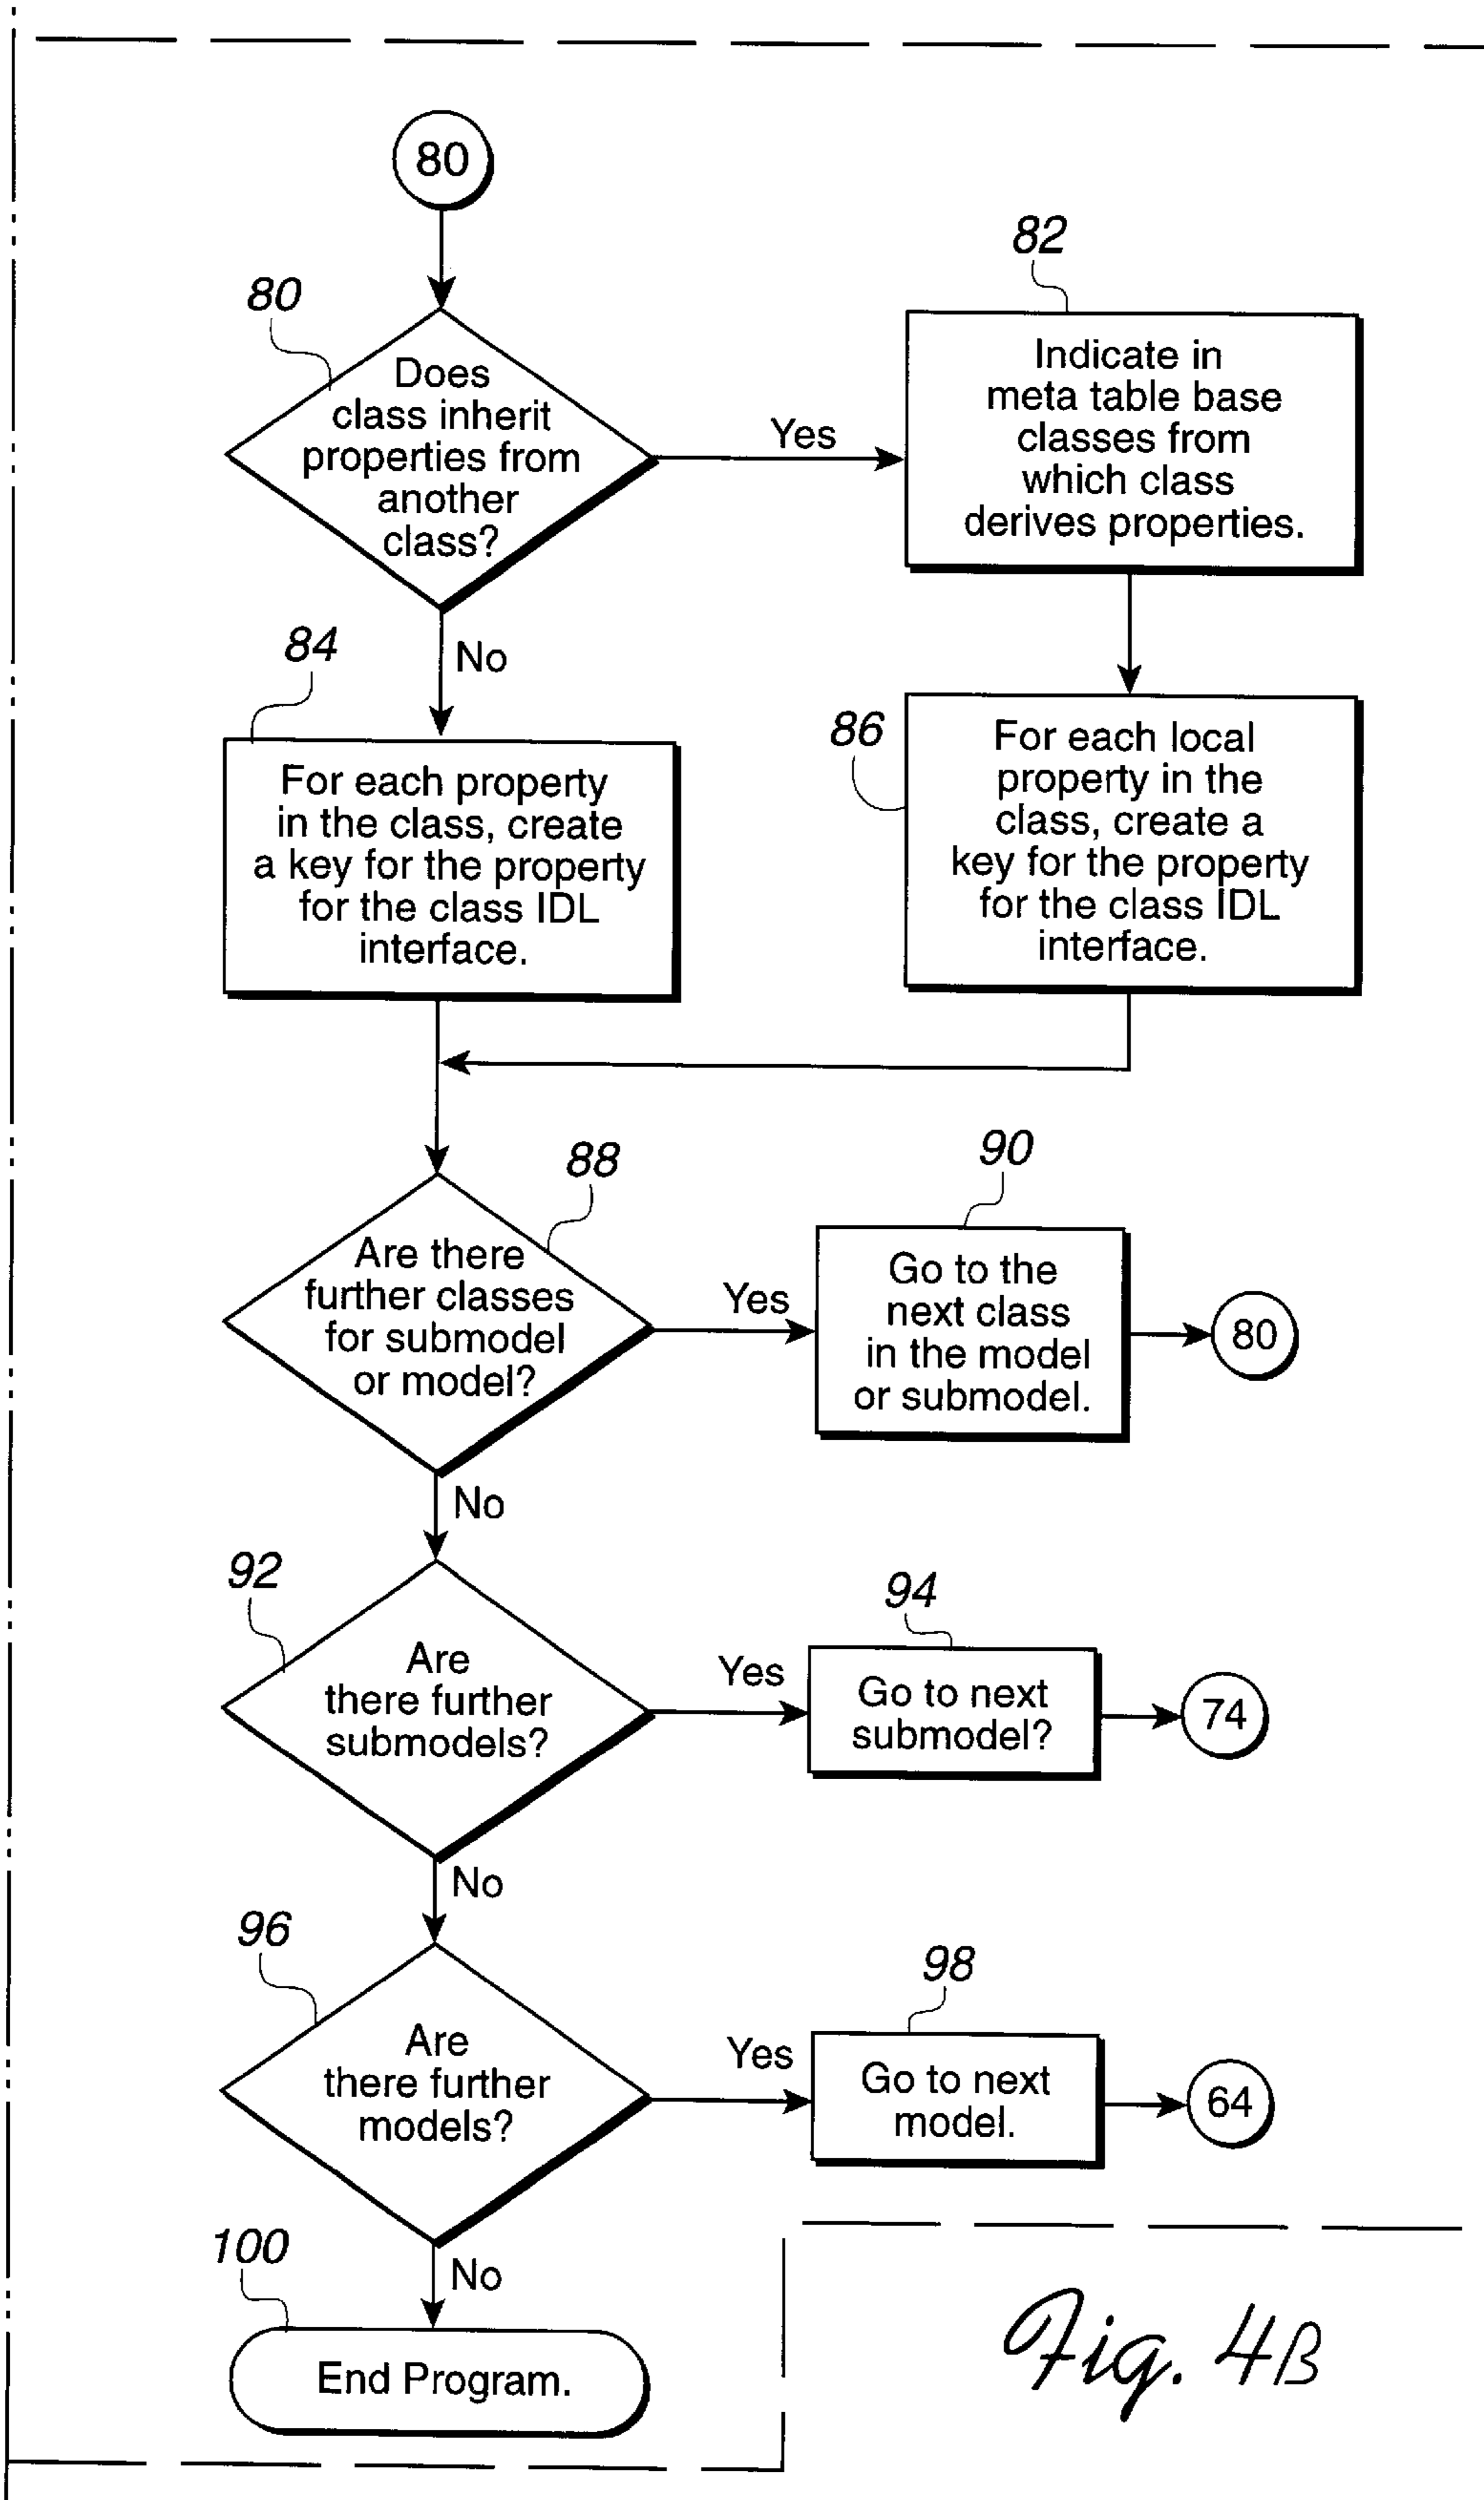 80
80
Does
class inherit
properties from
another
class?
Yes
82
Indicate in
meta table base
classes from
which class
derives properties.
No
84
For each property
in the class, create
a key for the property
for the class IDL
interface.
86
For each local
property in the
class, create a
key for the property
for the class IDL
interface.
88
Are there
further classes
for submodel
or model?
Yes
90
Go to the
next class
in the model
or submodel.
80
No
92
Are
there further
submodels?
Yes
94
Go to next
submodel?
74
No
96
Are
there further
models?
Yes
98
Go to next
model.
64
No
100
End Program.
Fig. 4B